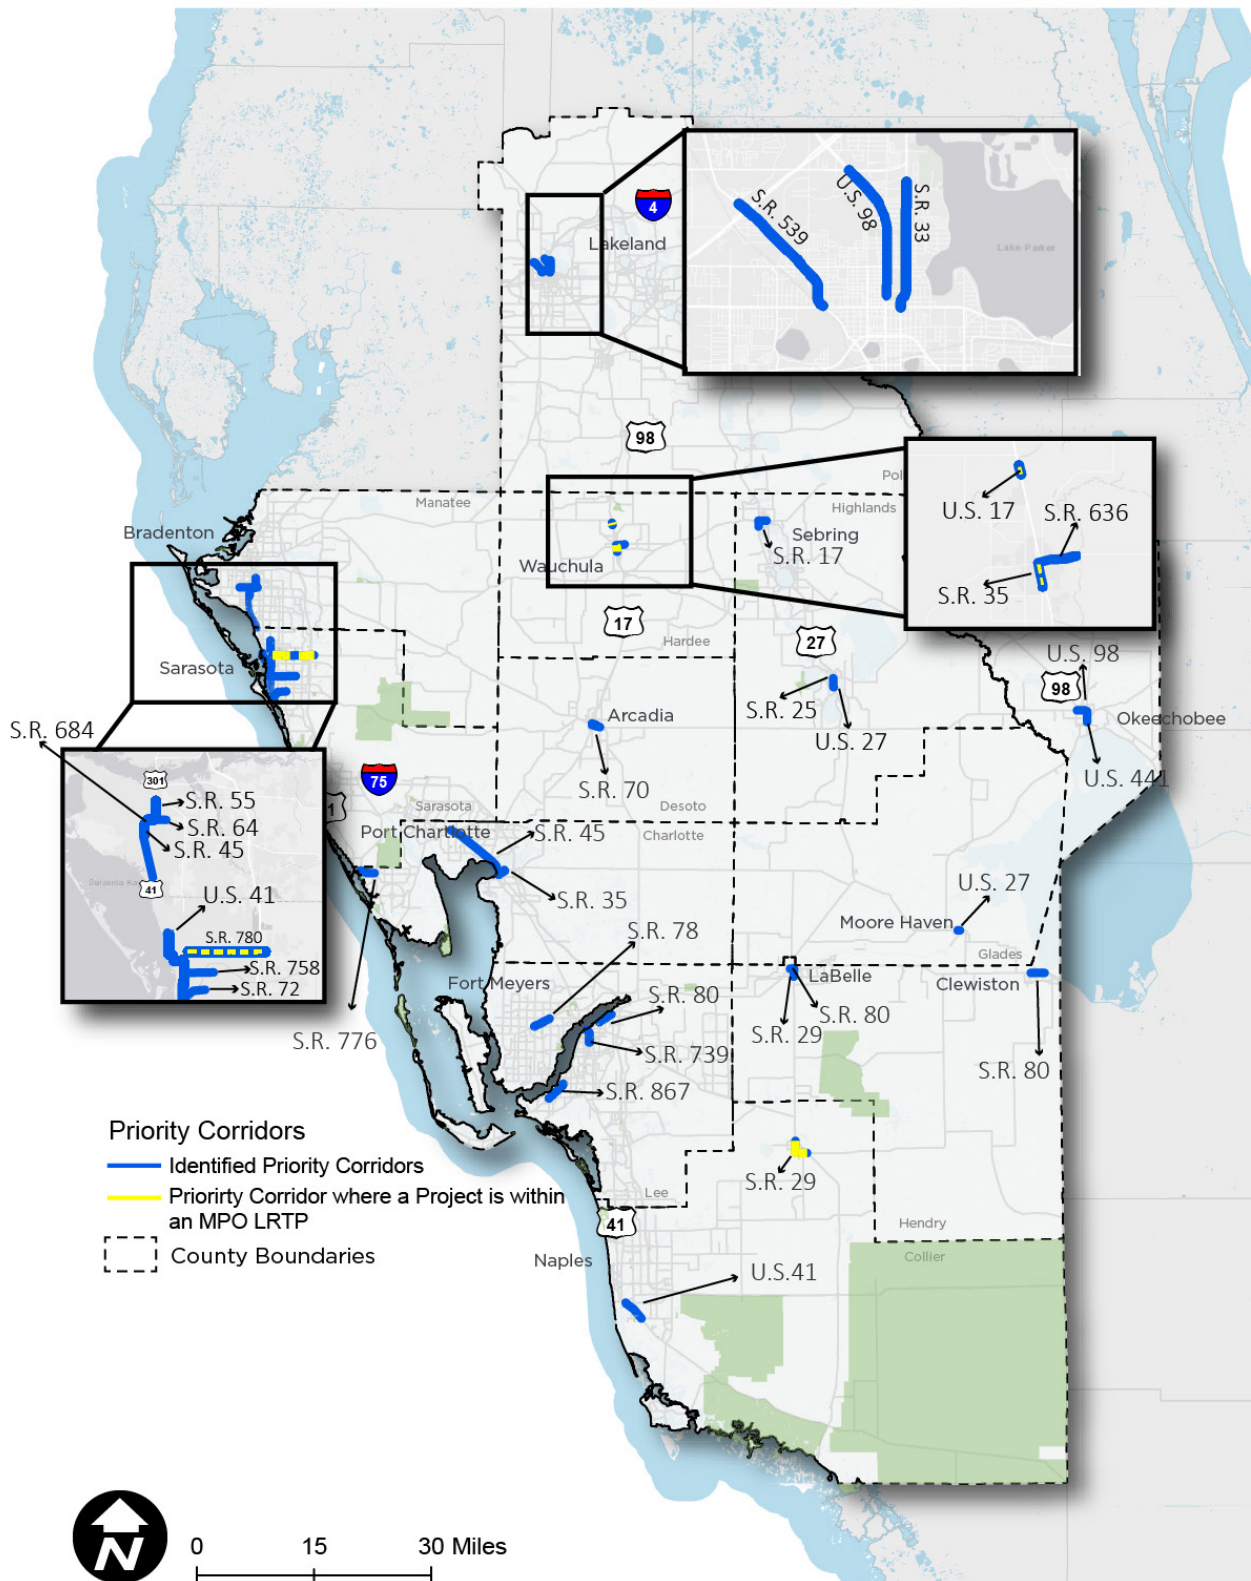 4
Lakeland
S.R. 539
U.S. 98
S.R. 33
Lake Parker
98
Manatee
Highlands
Bradenton
Sebring
S.R. 17
Wauchula
U.S. 17
S.R. 636
S.R. 35
17
Hardee
27
Sarasota
U.S. 98
98
Okeechobee
S.R. 25
U.S. 27
U.S. 441
Arcadia
S.R. 70
S.R. 684
301
S.R. 55
S.R. 64
S.R. 45
41
U.S. 41
S.R. 780
S.R. 758
S.R. 72
75
Sarasota
Desoto
Port Charlotte
Charlotte
S.R. 45
S.R. 35
S.R. 776
U.S. 27
Moore Haven
Glades
S.R. 78
Fort Meyers
S.R. 80
S.R. 739
S.R. 867
LaBelle
S.R. 80
S.R. 29
Clewiston
S.R. 80
S.R. 29
Lee
Hendry
Collier
41
Naples
U.S.41
Priority Corridors
Identified Priority Corridors
Priorirty Corridor where a Project is within
an MPO LRTP
County Boundaries
N
0 15 30 Miles